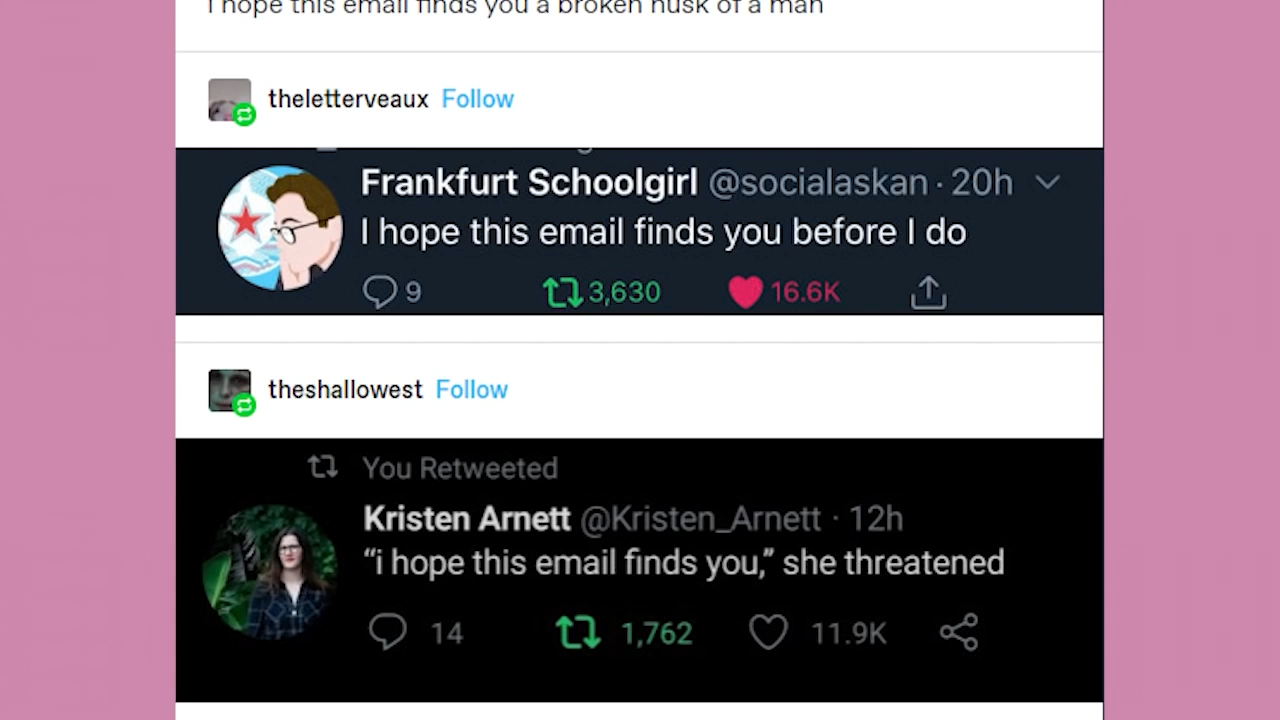 I hope this email finds you a broken husk of a man
theletterveaux Follow
Frankfurt Schoolgirl @socialaskan · 20h
I hope this email finds you before I do
9 3,630 16.6K
theshallowest Follow
You Retweeted
Kristen Arnett @Kristen_Arnett · 12h
“i hope this email finds you,” she threatened
14 1,762 11.9K